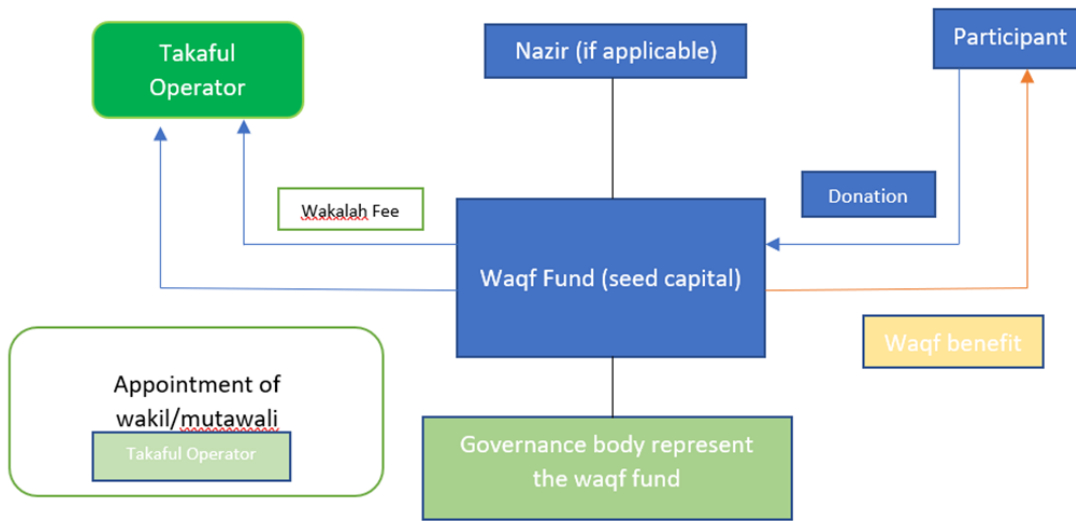 Takaful
Operator
Nazir (if applicable)
Participant
Wakalah Fee
Donation
Waqf Fund (seed capital)
Waqf benefit
Appointment of
wakil/mutawali
Takaful Operator
Governance body represent
the waqf fund